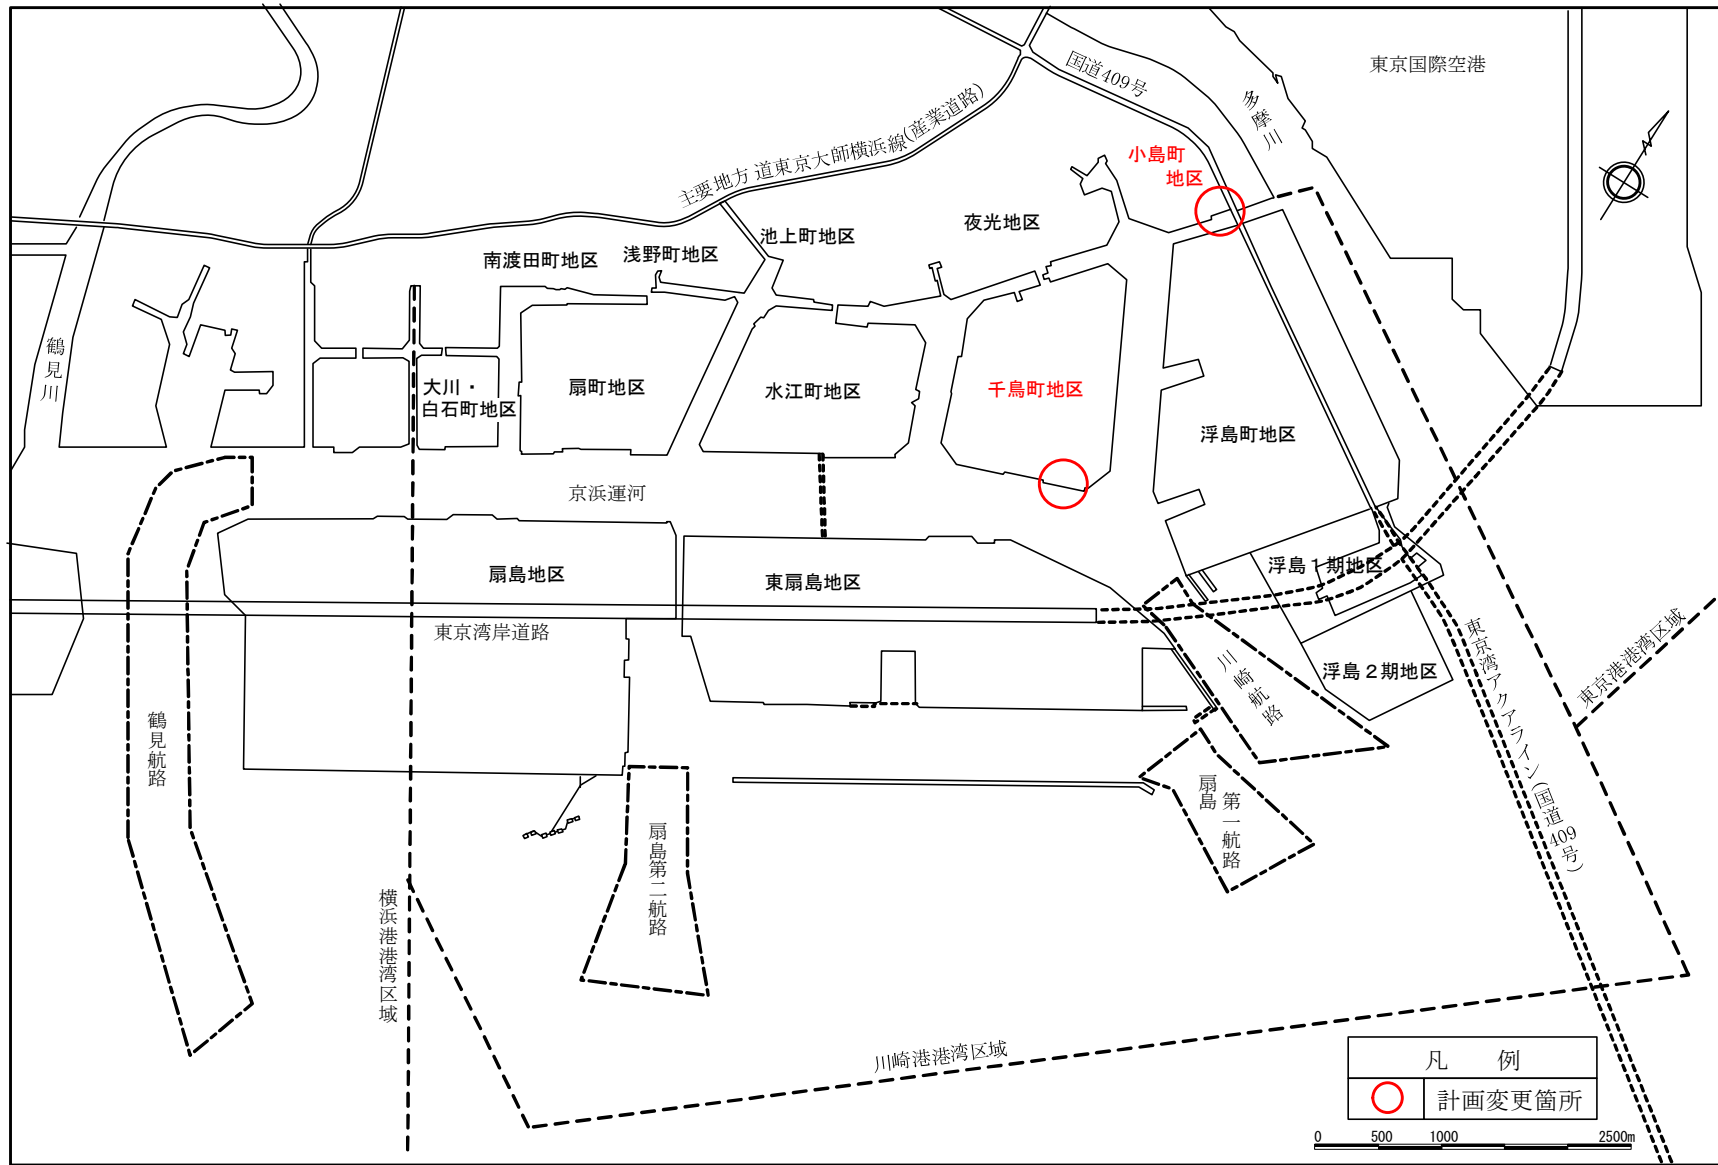 東京国際空港
国道409号
多摩川
主要地方道東京大師横浜線(産業道路)
小島町
地区
夜光地区
池上町地区
浅野町地区
南渡田町地区
鶴見川
大川・
白石町地区
扇町地区
水江町地区
千鳥町地区
浮島町地区
京浜運河
扇島地区
東扇島地区
浮島1期地区
東京湾岸道路
浮島2期地区
川崎航路
東京湾アクアライン(国道409号)
東京港港湾区域
鶴見航路
扇島
第一航路
扇島第二航路
横浜港港湾区域
川崎港港湾区域
凡 例
計画変更箇所
0 500 1000 2500m